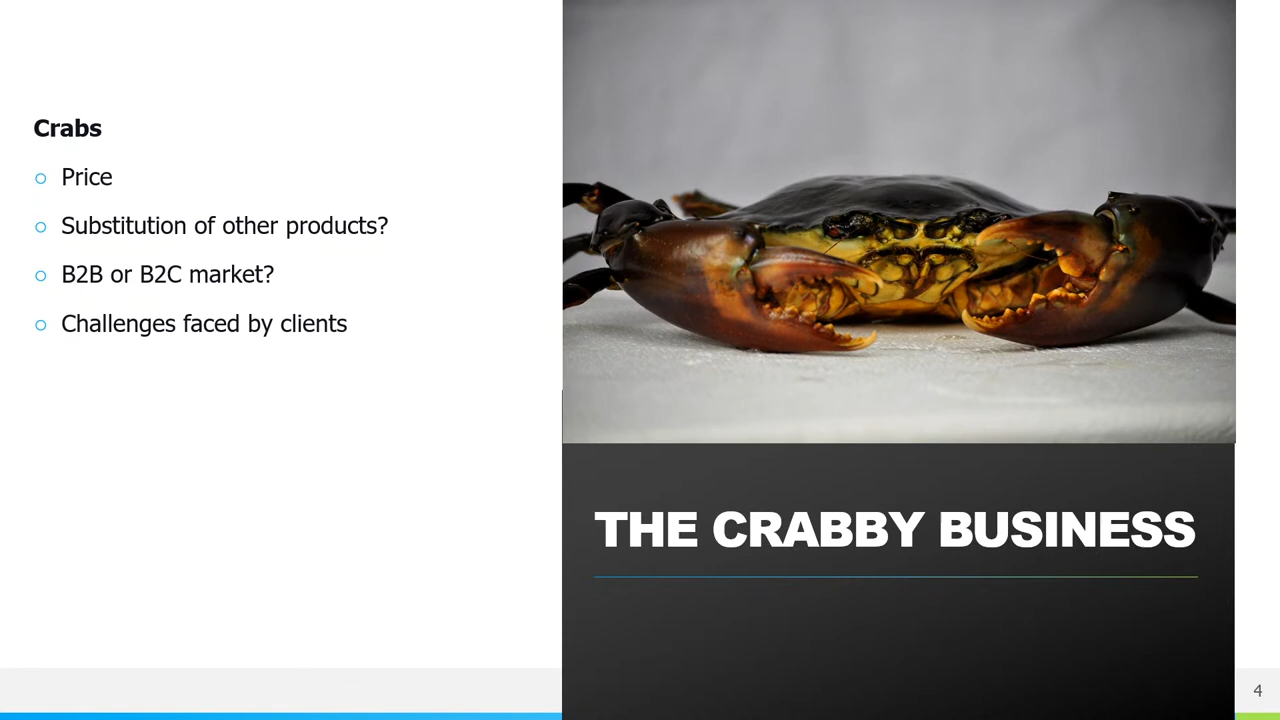 Crabs
○ Price
○ Substitution of other products?
○ B2B or B2C market?
○ Challenges faced by clients
THE CRABBY BUSINESS
4